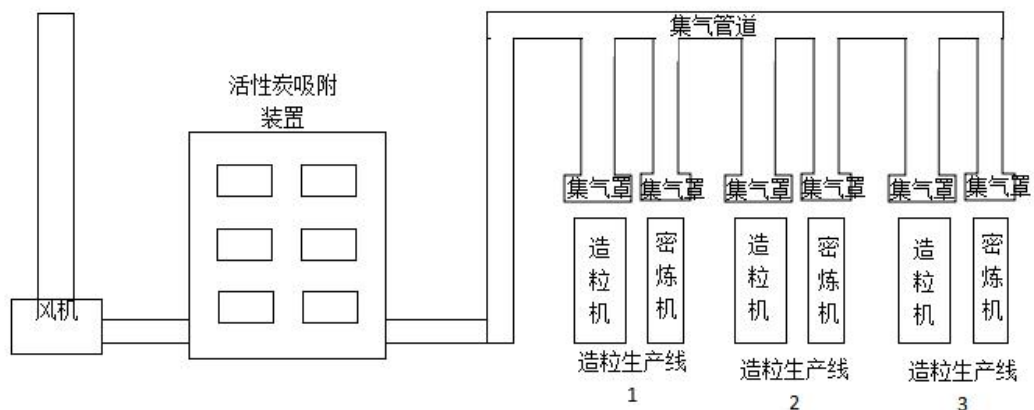 集气管道
活性炭吸附
装置
集气罩
集气罩
集气罩
集气罩
集气罩
集气罩
造粒机
密炼机
造粒机
密炼机
造粒机
密炼机
风机
造粒生产线
1
造粒生产线
2
造粒生产线
3